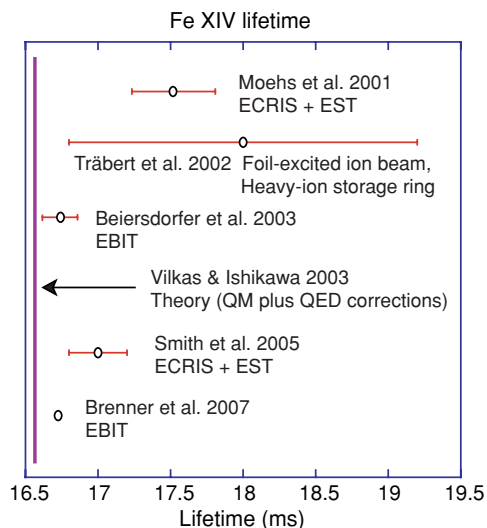 Fe XIV lifetime
Moehs et al. 2001
ECRIS + EST
Träbert et al. 2002 Foil-excited ion beam,
Heavy-ion storage ring
Beiersdorfer et al. 2003
EBIT
Vilkas & Ishikawa 2003
Theory (QM plus QED corrections)
Smith et al. 2005
ECRIS + EST
Brenner et al. 2007
EBIT
16.5 17 17.5 18 18.5 19 19.5
Lifetime (ms)